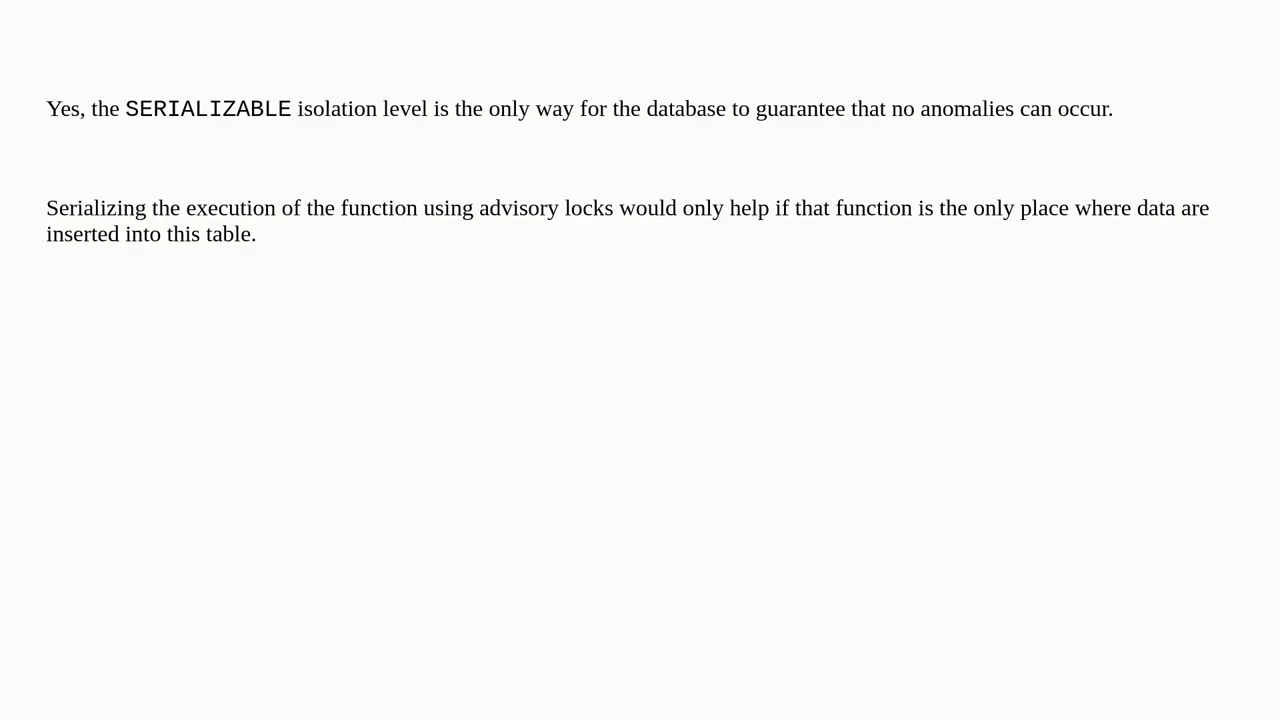 Yes, the SERIALIZABLE isolation level is the only way for the database to guarantee that no anomalies can occur.
Serializing the execution of the function using advisory locks would only help if that function is the only place where data are
inserted into this table.